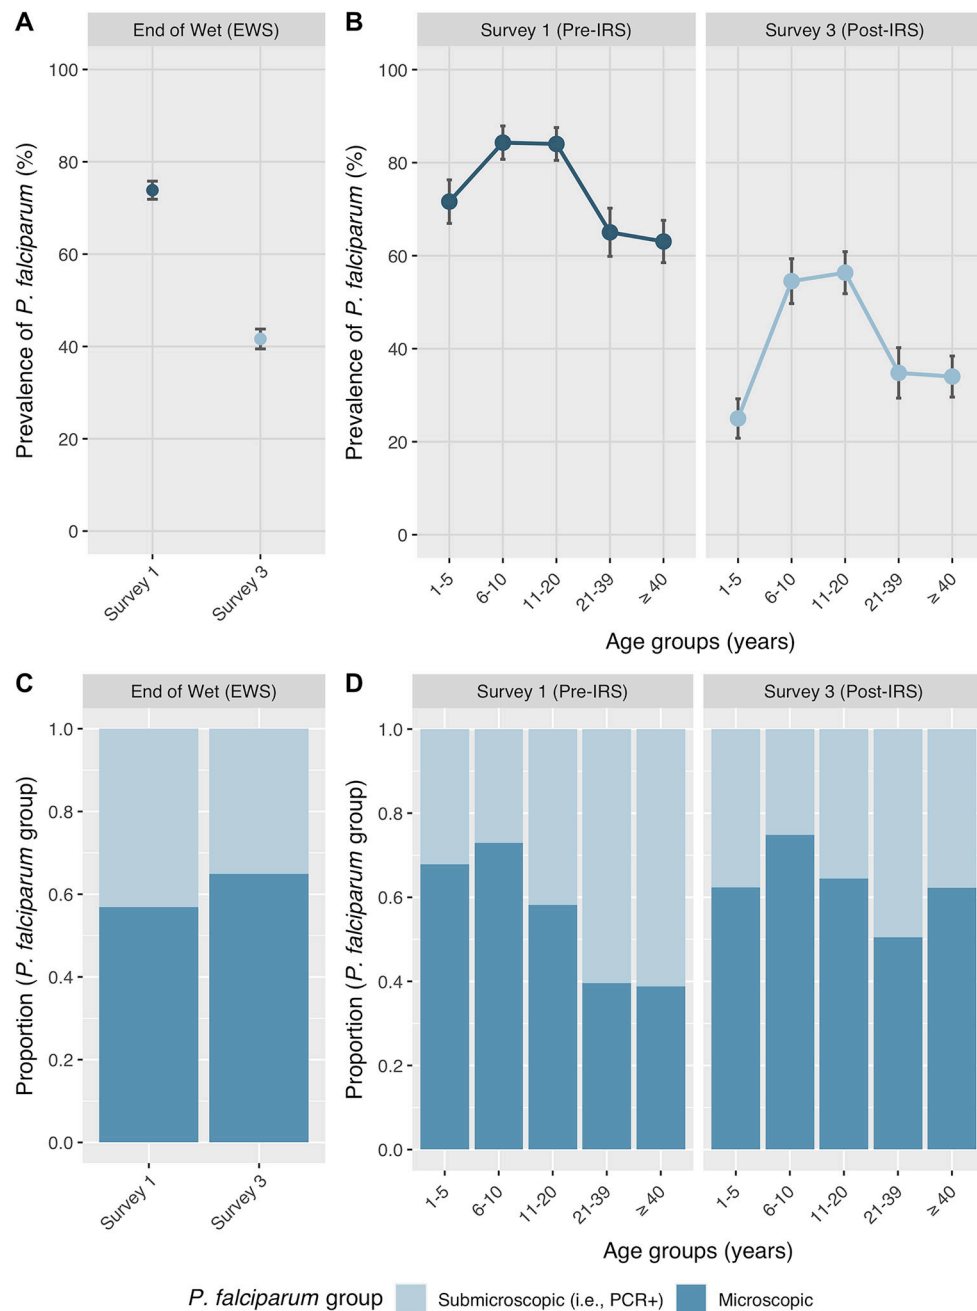 A
End of Wet (EWS)
Prevalence of P. falciparum (%)
100
80
60
40
20
0
Survey 1
Survey 3
B
Survey 1 (Pre-IRS)
Survey 3 (Post-IRS)
Prevalence of P. falciparum (%)
100
80
60
40
20
0
1-5
6-10
11-20
21-39
≥ 40
1-5
6-10
11-20
21-39
≥ 40
Age groups (years)
C
End of Wet (EWS)
Proportion (P. falciparum group)
1.0
0.8
0.6
0.4
0.2
0.0
Survey 1
Survey 3
D
Survey 1 (Pre-IRS)
Survey 3 (Post-IRS)
Proportion (P. falciparum group)
1.0
0.8
0.6
0.4
0.2
0.0
1-5
6-10
11-20
21-39
≥ 40
1-5
6-10
11-20
21-39
≥ 40
Age groups (years)
P. falciparum group
Submicroscopic (i.e., PCR+)
Microscopic